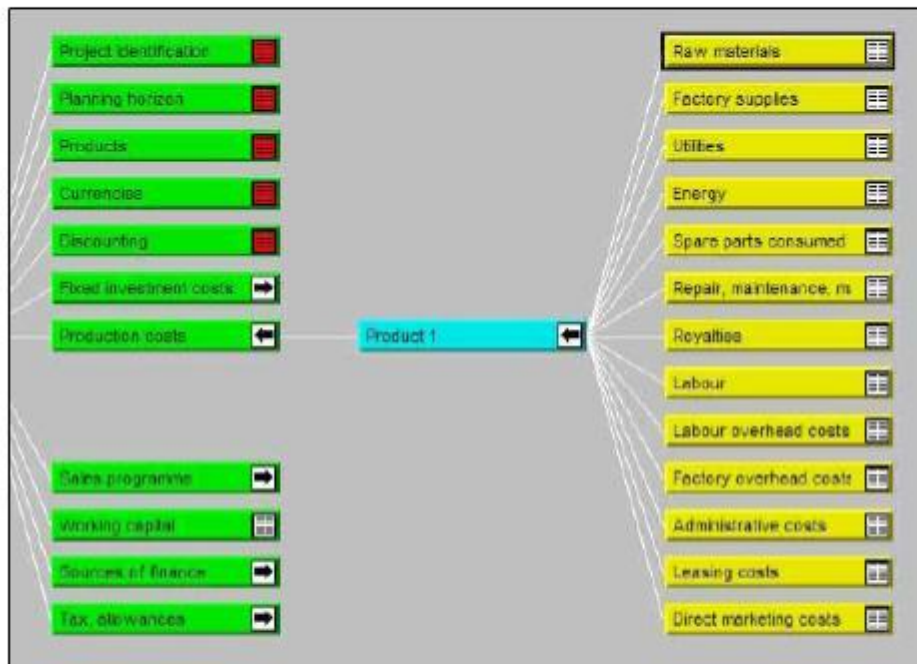 Project identification
Planning horizon
Products
Currencies
Discounting
Fixed investment costs
Production costs
Sales programme
Working capital
Sources of finance
Tax, allowances
Product 1
Raw materials
Factory supplies
Utilities
Energy
Spare parts consumed
Repair, maintenance, m
Royalties
Labour
Labour overhead costs
Factory overhead costs
Administrative costs
Leasing costs
Direct marketing costs